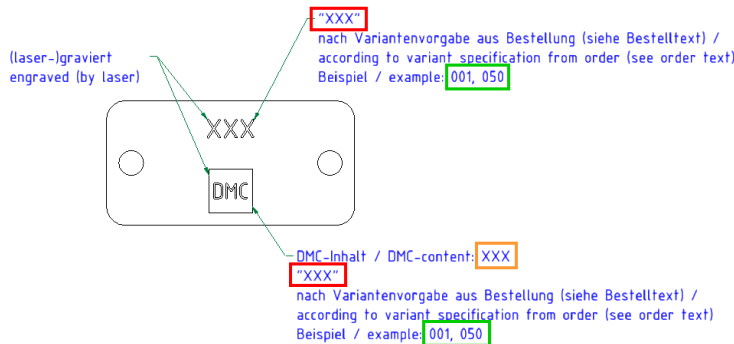 "XXX"
nach Variantenvorgabe aus Bestellung (siehe Bestelltext) /
according to variant specification from order (see order text)
Beispiel / example: 001, 050
(laser-)graviert
engraved (by laser)
XXX
DMC
DMC-Inhalt / DMC-content: XXX
"XXX"
nach Variantenvorgabe aus Bestellung (siehe Bestelltext) /
according to variant specification from order (see order text)
Beispiel / example: 001, 050